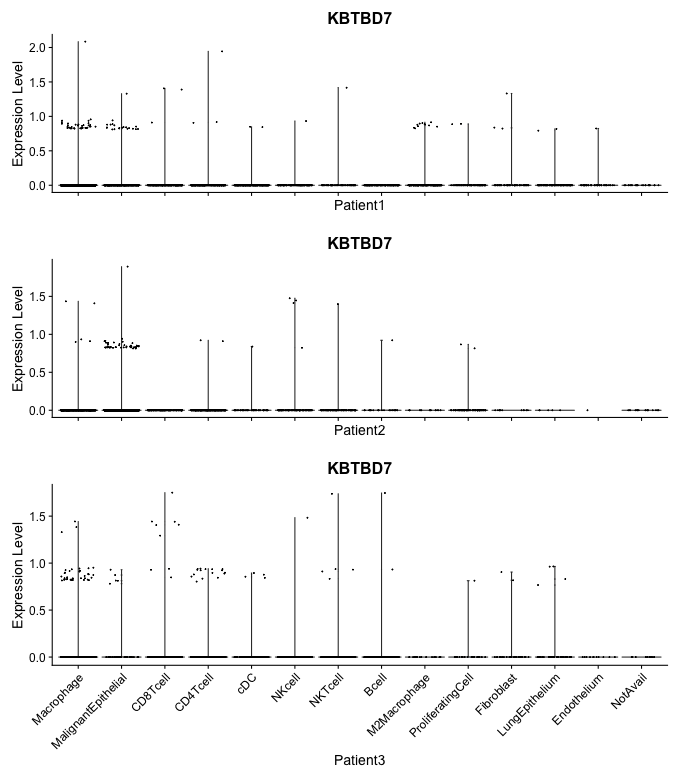 KBTBD7
Expression Level
2.0
1.5
1.0
0.5
0.0
Patient1
KBTBD7
Expression Level
1.5
1.0
0.5
0.0
Patient2
KBTBD7
Expression Level
1.5
1.0
0.5
0.0
Macrophage
MalignantEpithelial
CD8Tcell
CD4Tcell
cDC
NKcell
NKTcell
Bcell
M2Macrophage
ProliferatingCell
Fibroblast
LungEpithelium
Endothelium
NotAvail
Patient3